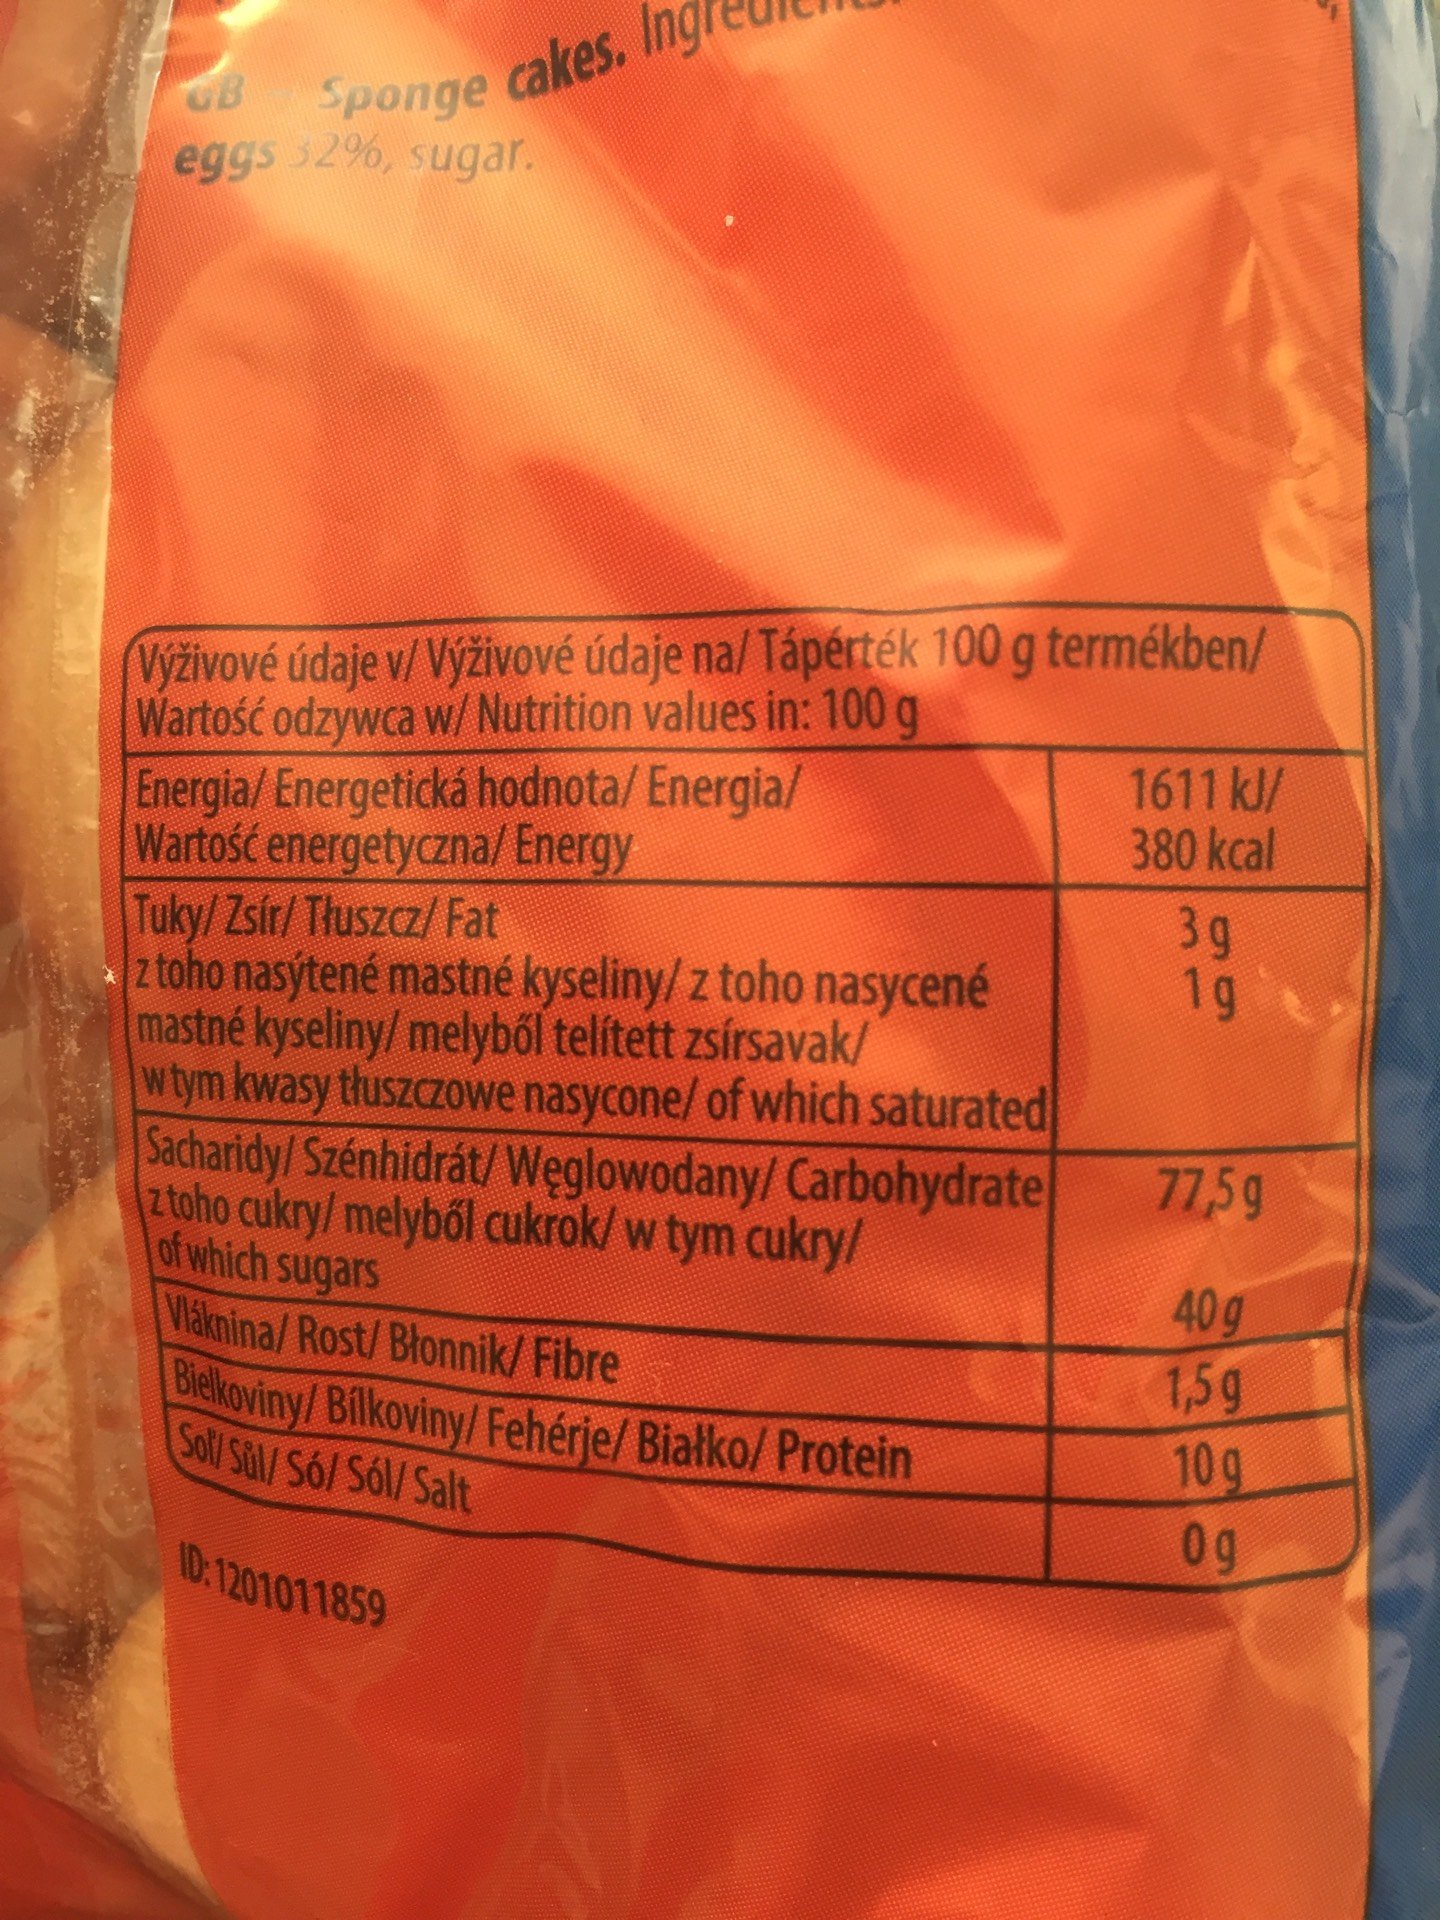 GB – Sponge cakes. Ingredients:
eggs 32%, sugar.
Výživové údaje v/ Výživové údaje na/ Tápérték 100 g termékben/
Wartość odzywca w/ Nutrition values in: 100 g
Energia/ Energetická hodnota/ Energia/ 1611 kJ/
Wartość energetyczna/ Energy 380 kcal
Tuky/ Zsír/ Tłuszcz/ Fat 3 g
z toho nasýtené mastné kyseliny/ z toho nasycené 1 g
mastné kyseliny/ melyből telített zsírsavak/
w tym kwasy tłuszczowe nasycone/ of which saturated
Sacharidy/ Szénhidrát/ Węglowodany/ Carbohydrate 77,5 g
z toho cukry/ melyből cukrok/ w tym cukry/
of which sugars 40 g
Vláknina/ Rost/ Błonnik/ Fibre 1,5 g
Bielkoviny/ Bílkoviny/ Fehérje/ Białko/ Protein 10 g
Soľ/ Sůl/ Só/ Sól/ Salt 0 g
ID: 1201011859